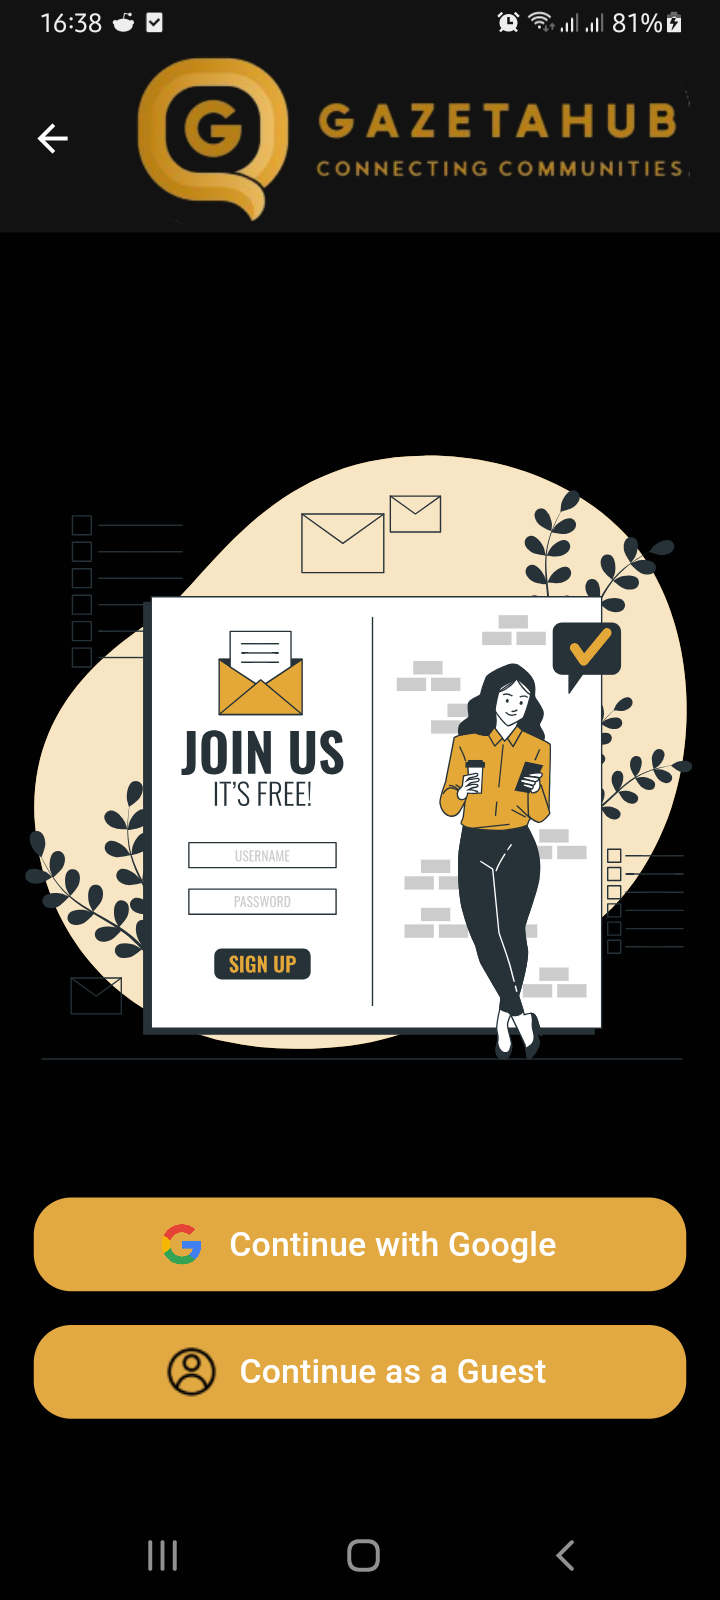 16:38
81%
G
GAZETAHUB
CONNECTING COMMUNITIES.
JOIN US
IT'S FREE!
USERNAME
PASSWORD
SIGN UP
Continue with Google
Continue as a Guest